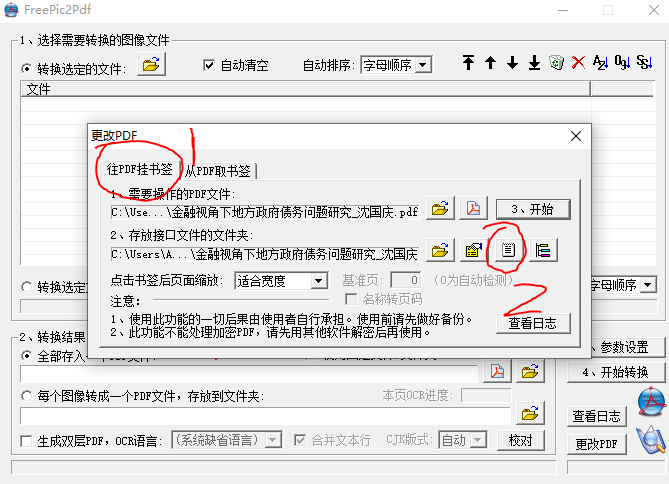 FreePic2Pdf
1、选择需要转换的图像文件
转换选定的文件:
自动清空
自动排序:
字母顺序
文件
更改PDF
1
往PDF挂书签
从PDF取书签
1、需要操作的PDF文件:
C:\Use...\金融视角下地方政府债务问题研究_沈国庆.pdf
3、开始
2、存放接口文件的文件夹:
C:\Users\A...\金融视角下地方政府债务问题研究_沈国庆
点击书签后页面缩放:
适合宽度
基准页:
0
(0为自动检测)
转换选定
字母顺序
注意:
名称转页码
2
1、使用此功能的一切后果由使用者自行承担。使用前请先做好备份。
2、此功能不能处理加密PDF,请先用其他软件解密后用使用。
查看日志
2、转换结果
、参数设置
全部存入一个PDF文件:
4、开始转换
每个图像转成一个PDF文件,存放到文件夹:
本页OCR进度:
查看日志
生成双层PDF,OCR语言:
(系统缺省语言)
合并文本行
CJK版式:
自动
校对
更改PDF